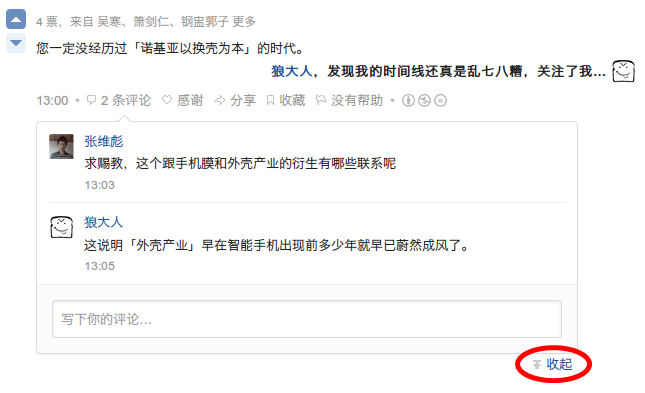 4 票，来自 吴寒、箫剑仁、钢盅郭子 更多
您一定没经历过「诺基亚以换壳为本」的时代。
狼大人，发现我的时间线还真是乱七八糟，关注了我...
13:00 • 2 条评论 感谢 分享 收藏 没有帮助 •
张维彪
求赐教，这个跟手机膜和外壳产业的衍生有哪些联系呢
13:03
狼大人
这说明「外壳产业」早在智能手机出现前多少年就早已蔚然成风了。
13:05
写下你的评论…
收起